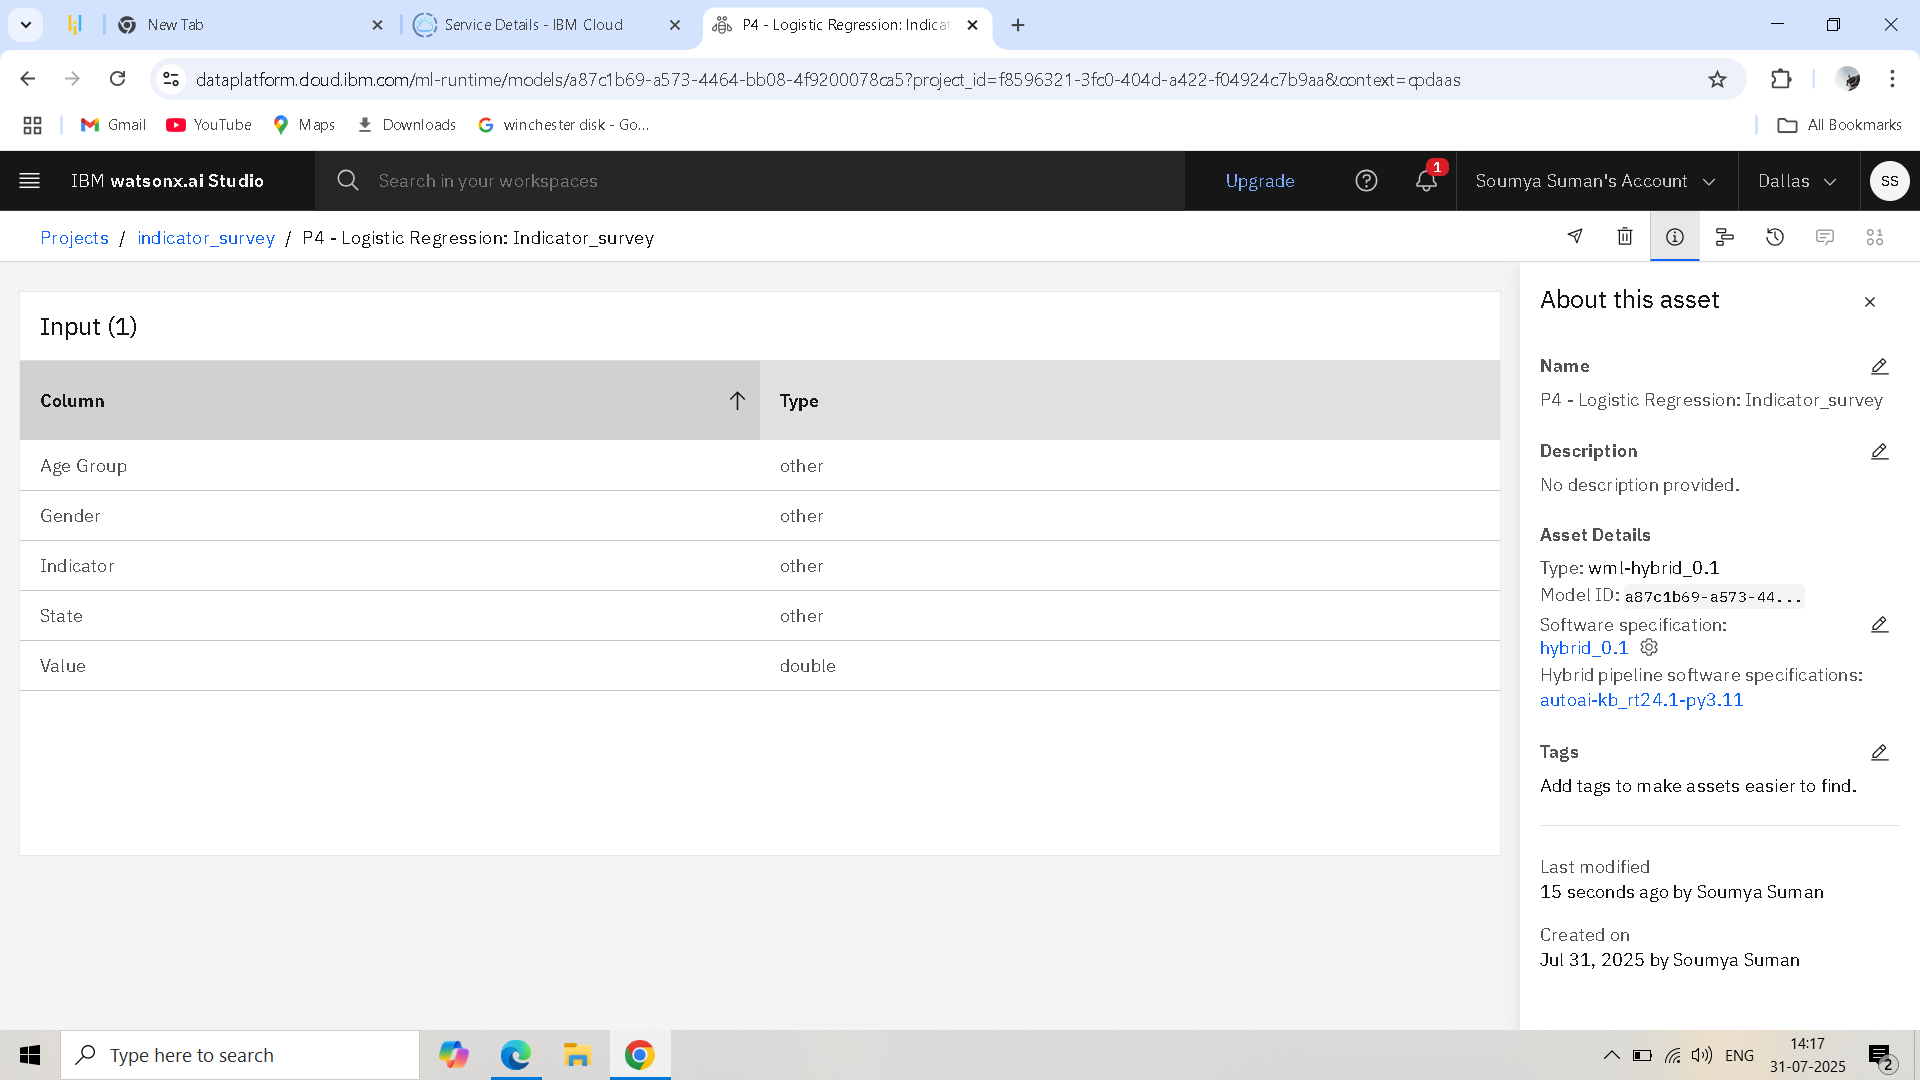 New Tab
Service Details - IBM Cloud
P4 - Logistic Regression: Indicat
dataplatform.cloud.ibm.com/ml-runtime/models/a87c1b69-a573-4464-bb08-4f9200078ca5?project_id=f8596321-3fc0-404d-a422-f04924c7b9aa&context=cpdaas
Gmail
YouTube
Maps
Downloads
winchester disk - Go...
All Bookmarks
IBM watsonx.ai Studio
Search in your workspaces
Upgrade
1
Soumya Suman's Account
Dallas
SS
Projects / indicator_survey / P4 - Logistic Regression: Indicator_survey
Input (1)
Column Type
Age Group other
Gender other
Indicator other
State other
Value double
About this asset
Name
P4 - Logistic Regression: Indicator_survey
Description
No description provided.
Asset Details
Type: wml-hybrid_0.1
Model ID: a87c1b69-a573-44...
Software specification:
hybrid_0.1
Hybrid pipeline software specifications:
autoai-kb_rt24.1-py3.11
Tags
Add tags to make assets easier to find.
Last modified
15 seconds ago by Soumya Suman
Created on
Jul 31, 2025 by Soumya Suman
Type here to search
ENG
14:17
31-07-2025
2